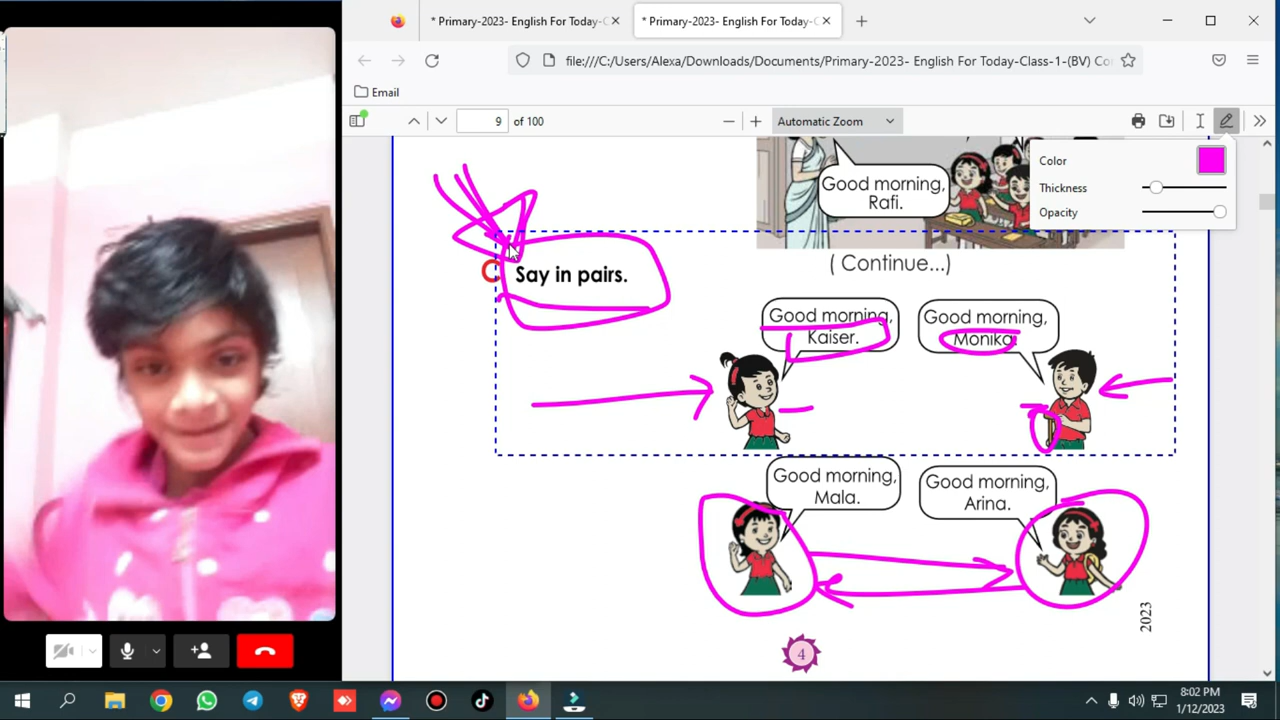 * Primary-2023- English For Today-C
* Primary-2023- English For Today-C
file:///C:/Users/Alexa/Downloads/Documents/Primary-2023- English For Today-Class-1-(BV) Co
Email
9 of 100
Automatic Zoom
Color
Thickness
Opacity
Good morning,
Rafi.
( Continue...)
C Say in pairs.
Good morning,
Kaiser.
Good morning,
Monika.
Good morning,
Mala.
Good morning,
Arina.
2023
4
8:02 PM
1/12/2023